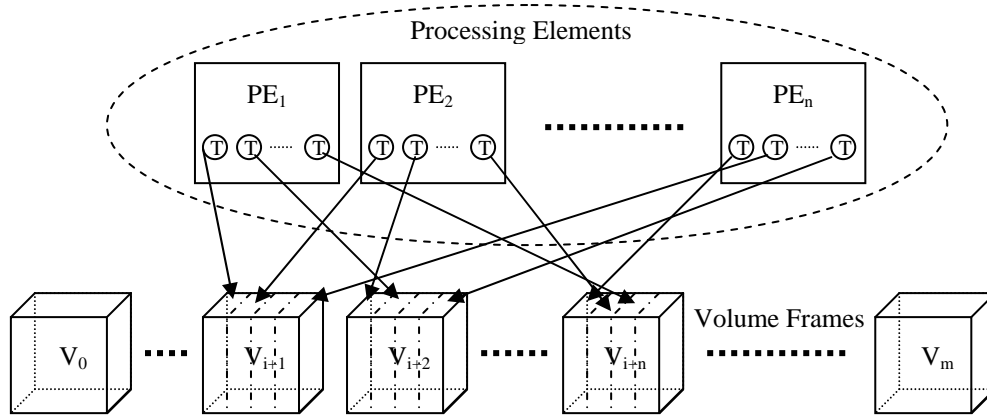 Processing Elements
PE₁ PE₂ PEₙ
T T T T T T T T T
Volume Frames
V₀ Vᵢ₊₁ Vᵢ₊₂ Vᵢ₊ₙ Vₘ